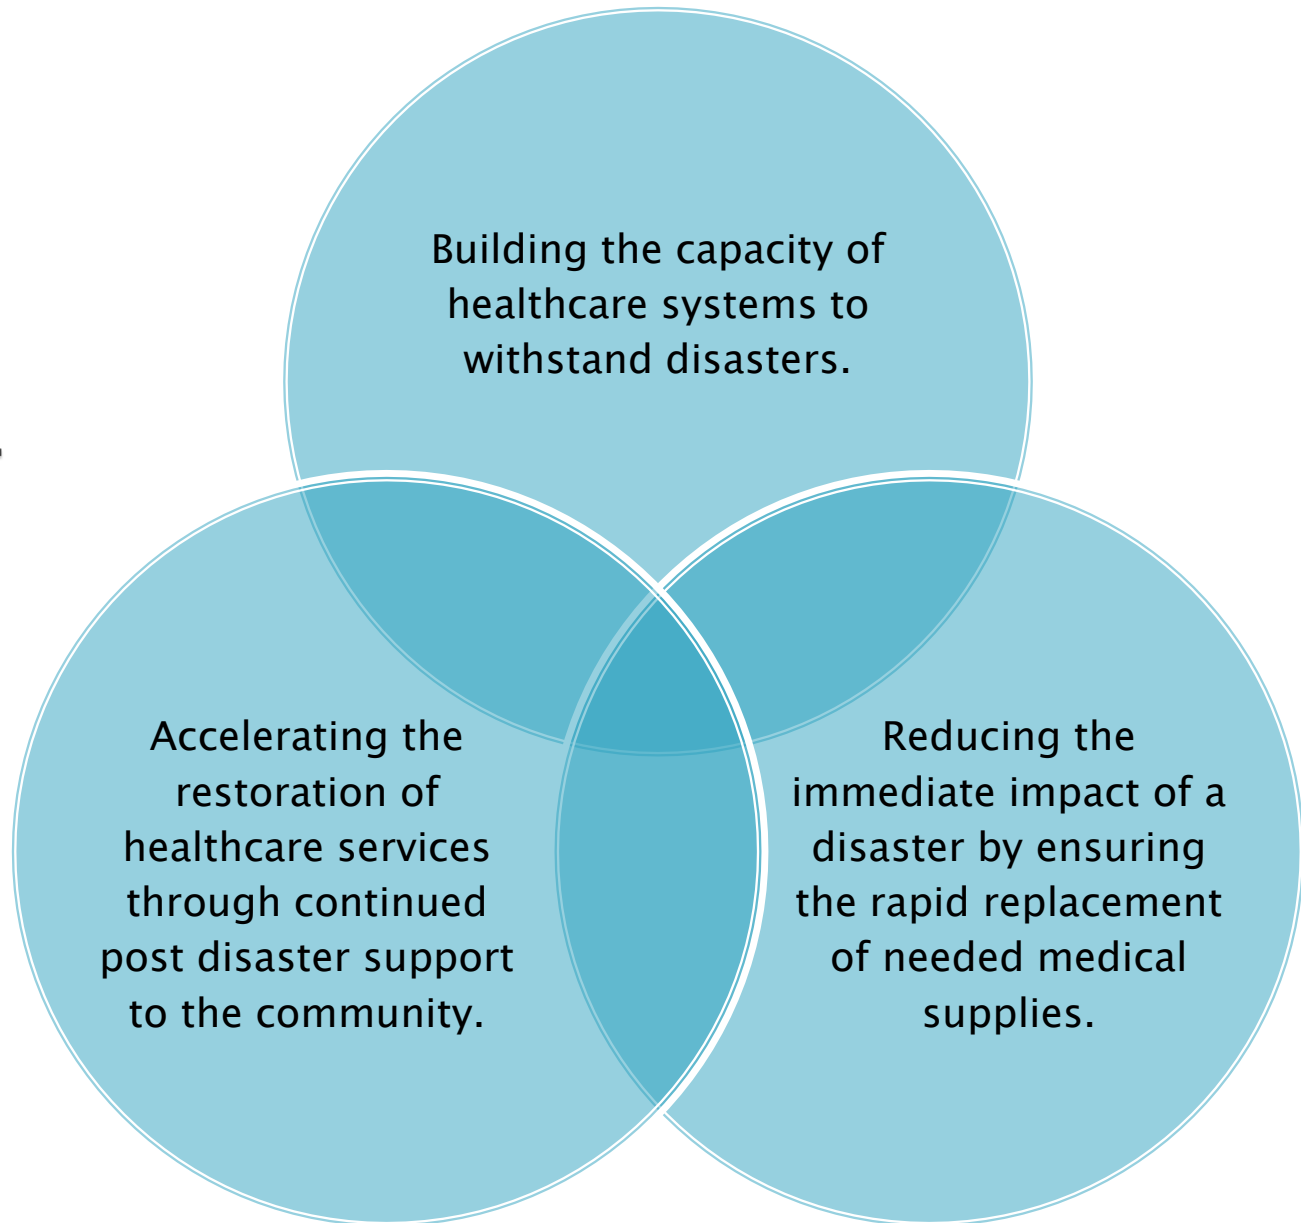 Building the capacity of
healthcare systems to
withstand disasters.
Accelerating the
restoration of
healthcare services
through continued
post disaster support
to the community.
Reducing the
immediate impact of a
disaster by ensuring
the rapid replacement
of needed medical
supplies.